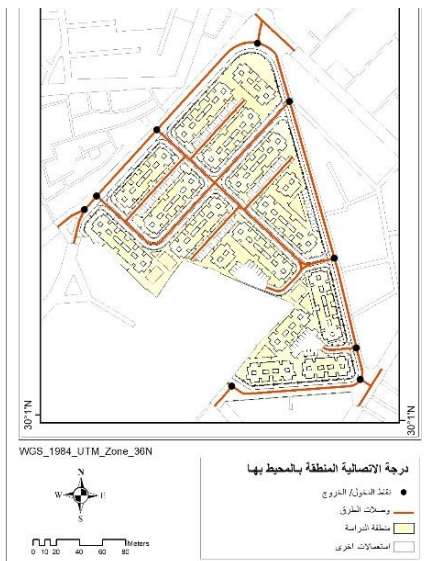 30°1'N
30°1'N
WGS_1984_UTM_Zone_36N
N
W
E
S
0 10 20 40 60 80 Meters
درجة الاتصالية المنطقة بالمحيط بها
نقاط الدخول/ الخروج
وصلات الطرق
منطقة الدراسة
استعمالات اخرى